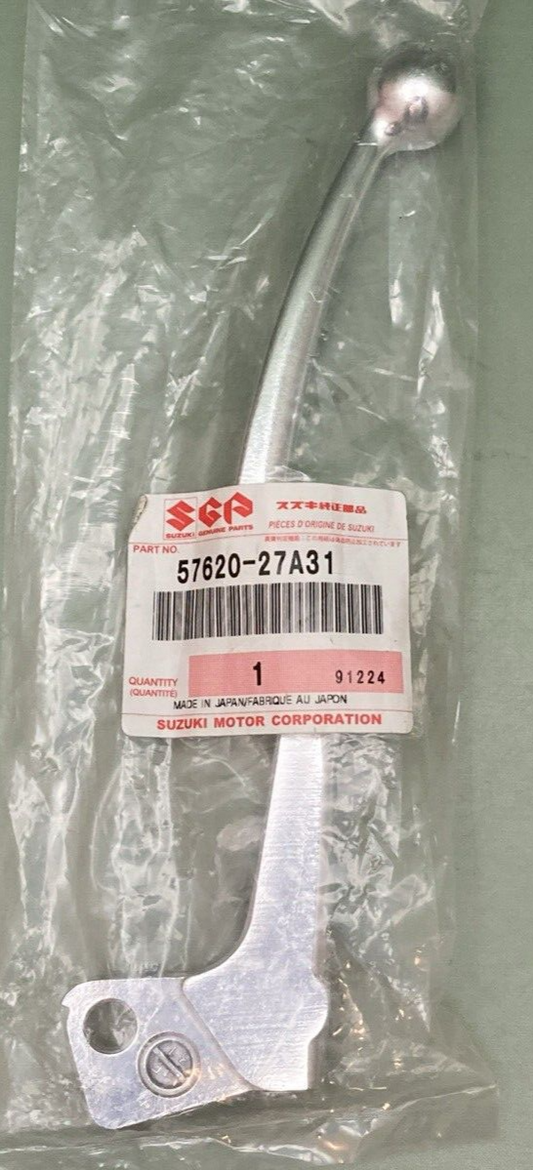 SGP
スズキ純正部品
SUZUKI GENUINE PARTS
PIÈCES D'ORIGINE DE SUZUKI
PART NO.
57620-27A31
QUANTITY
(QUANTITÉ)
1
91224
MADE IN JAPAN/FABRIQUÉ AU JAPON
SUZUKI MOTOR CORPORATION